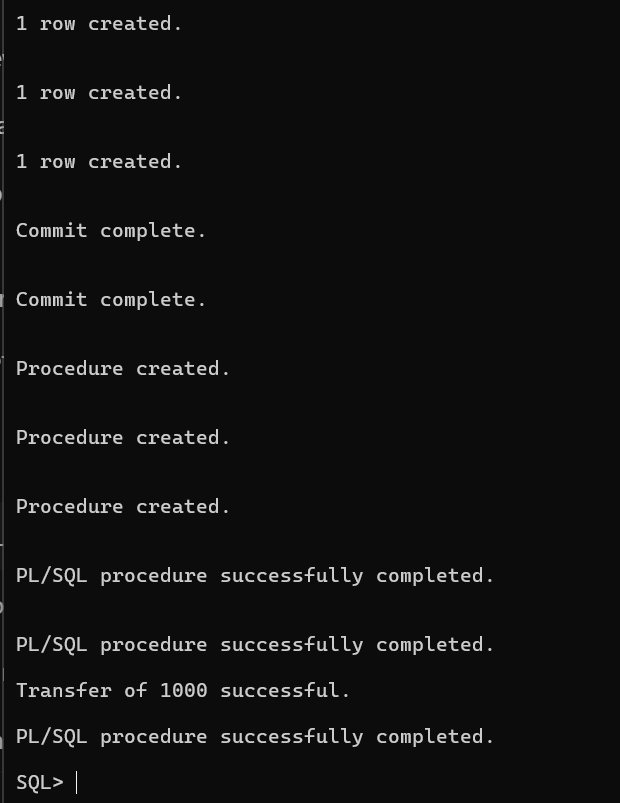 1 row created.
1 row created.
1 row created.
Commit complete.
Commit complete.
Procedure created.
Procedure created.
Procedure created.
PL/SQL procedure successfully completed.
PL/SQL procedure successfully completed.
Transfer of 1000 successful.
PL/SQL procedure successfully completed.
SQL>